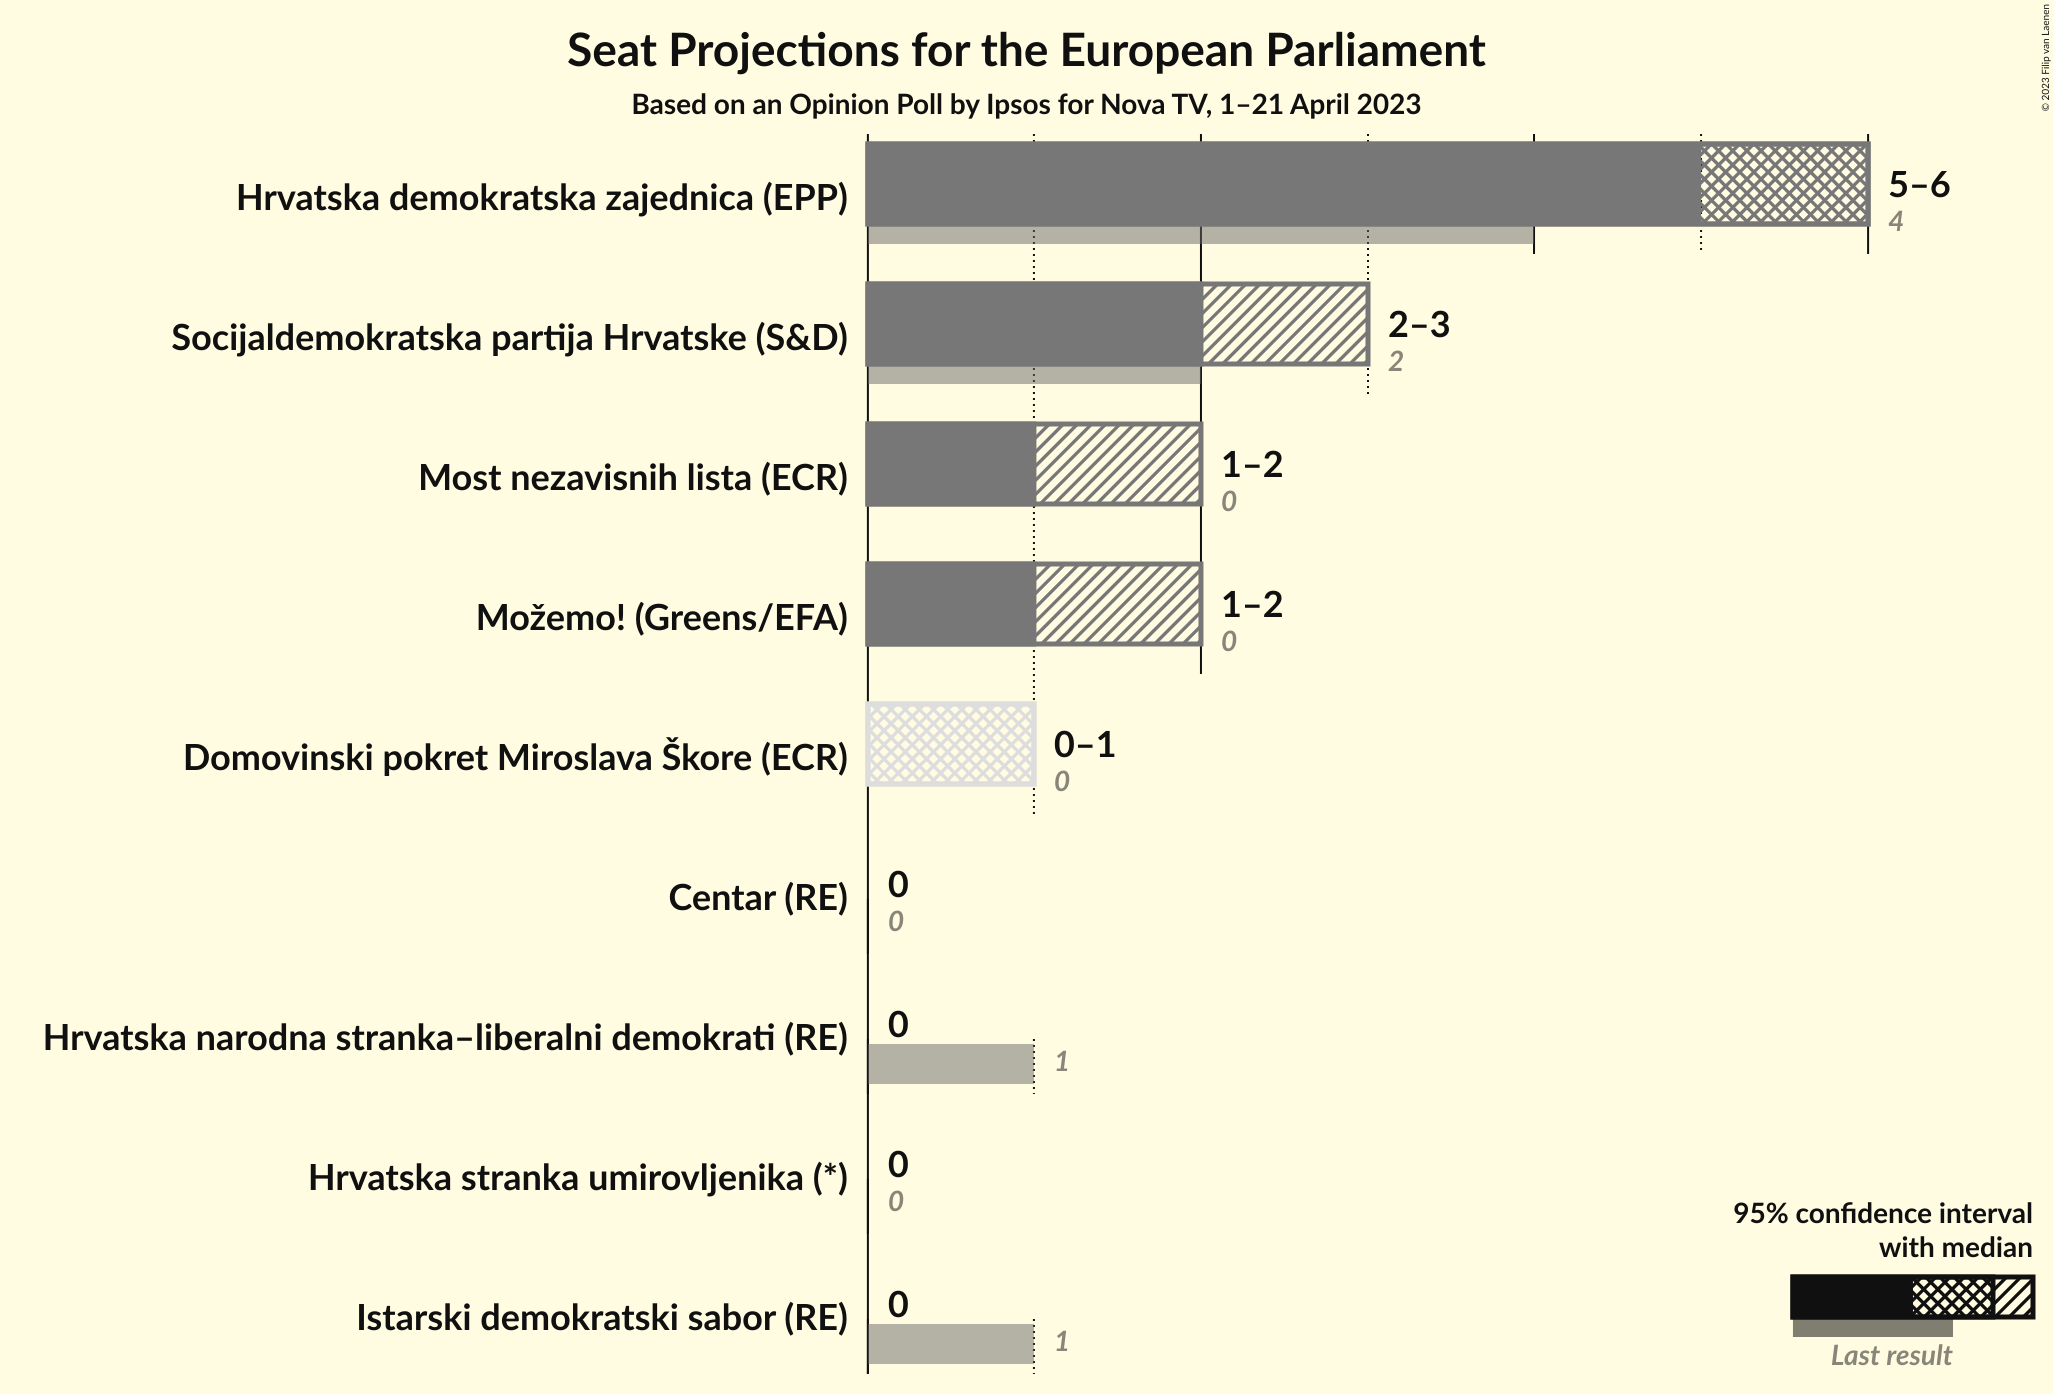 Seat Projections for the European Parliament
Based on an Opinion Poll by Ipsos for Nova TV, 1–21 April 2023
© 2023 Filip van Laenen
Hrvatska demokratska zajednica (EPP)
5–6
4
Socijaldemokratska partija Hrvatske (S&D)
2–3
2
Most nezavisnih lista (ECR)
1–2
0
Možemo! (Greens/EFA)
1–2
0
Domovinski pokret Miroslava Škore (ECR)
0–1
0
Centar (RE)
0
0
Hrvatska narodna stranka–liberalni demokrati (RE)
0
1
Hrvatska stranka umirovljenika (*)
0
0
Istarski demokratski sabor (RE)
0
1
95% confidence interval
with median
Last result